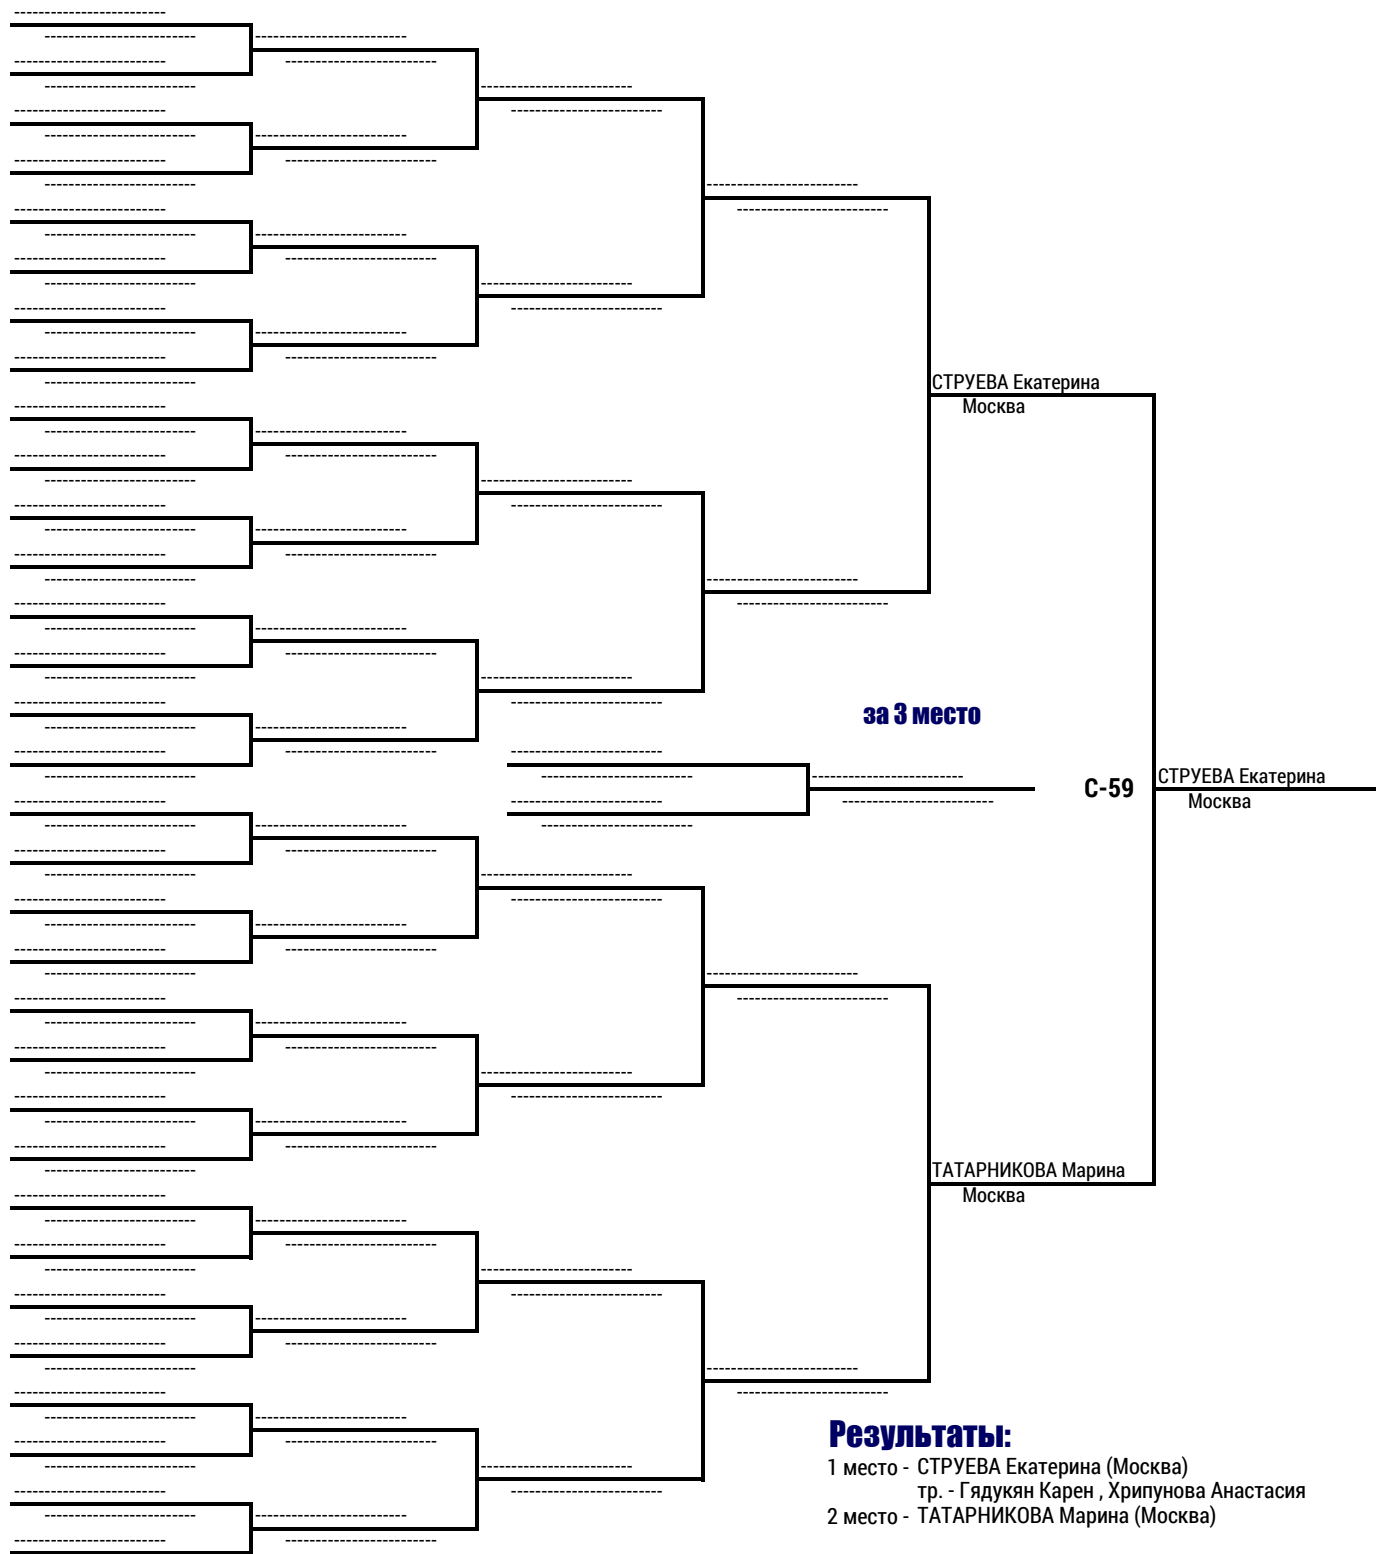 СТРУЕВА Екатерина
Москва
за 3 место
С-59
СТРУЕВА Екатерина
Москва
ТАТАРНИКОВА Марина
Москва
Результаты:
1 место - СТРУЕВА Екатерина (Москва)
тр. - Гядукян Карен , Хрипунова Анастасия
2 место - ТАТАРНИКОВА Марина (Москва)